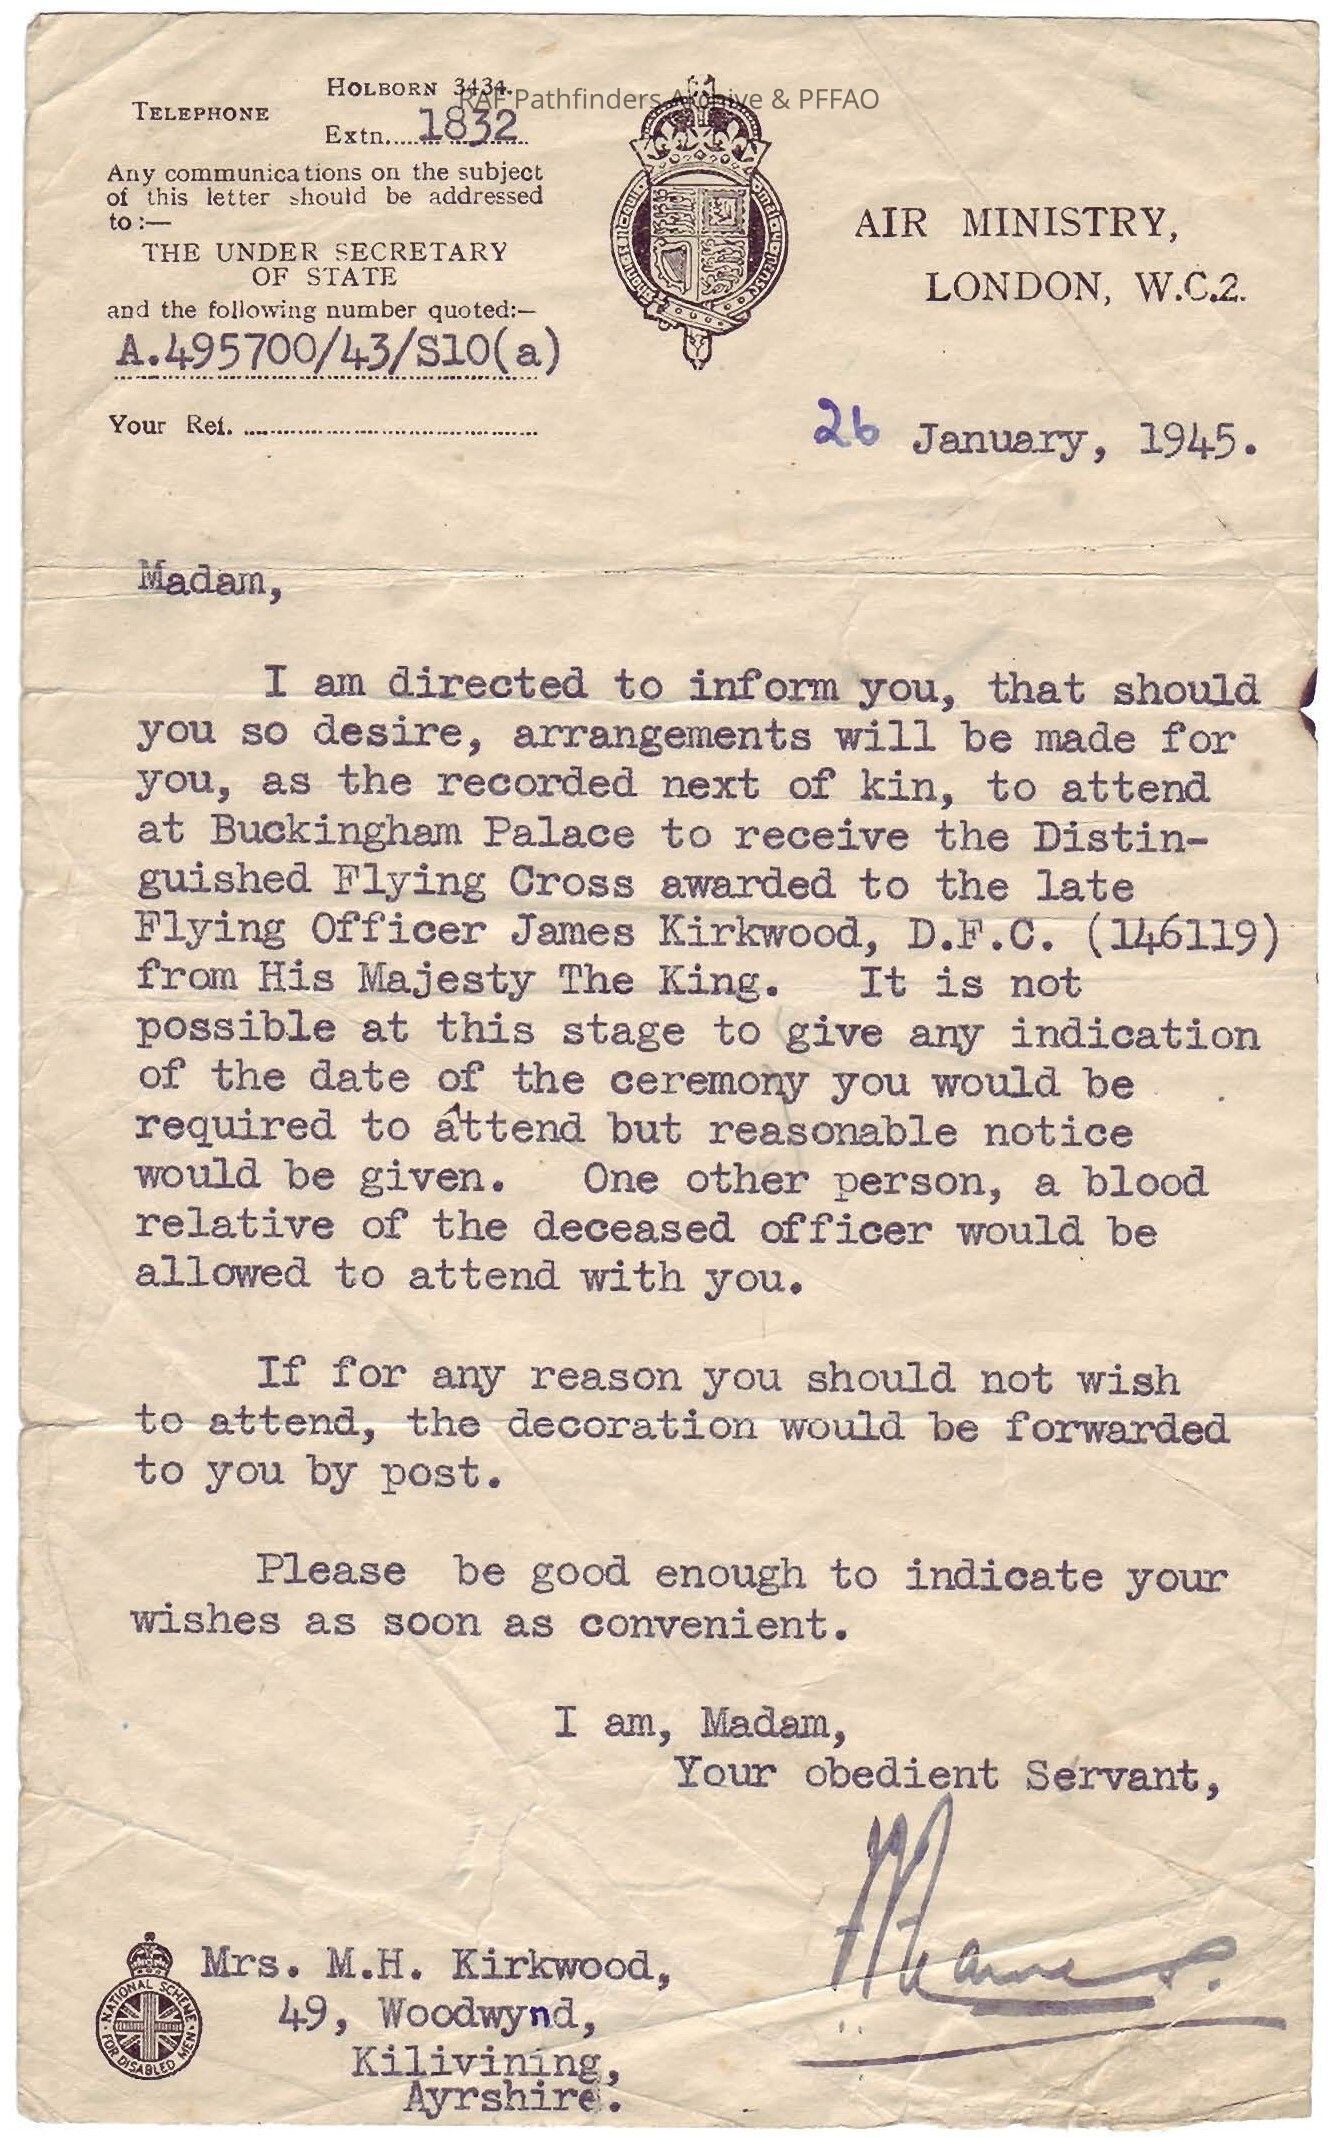 RAF Pathfinders Archive & PFFAO
TELEPHONE
HOLBORN 3434.
Extn. 1832
Any communications on the subject
of this letter should be addressed
to :—
THE UNDER SECRETARY
OF STATE
and the following number quoted:—
A.495700/43/S10(a)
Your Ref.
AIR MINISTRY,
LONDON, W.C.2.
26 January, 1945.
Madam,
I am directed to inform you, that should
you so desire, arrangements will be made for
you, as the recorded next of kin, to attend
at Buckingham Palace to receive the Distin-
guished Flying Cross awarded to the late
Flying Officer James Kirkwood, D.F.C. (146119)
from His Majesty The King. It is not
possible at this stage to give any indication
of the date of the ceremony you would be
required to attend but reasonable notice
would be given. One other person, a blood
relative of the deceased officer would be
allowed to attend with you.
If for any reason you should not wish
to attend, the decoration would be forwarded
to you by post.
Please be good enough to indicate your
wishes as soon as convenient.
I am, Madam,
Your obedient Servant,
Mrs. M.H. Kirkwood,
49, Woodwynd,
Kilivining,
Ayrshire.
NATIONAL SCHEME
FOR DISABLED MEN